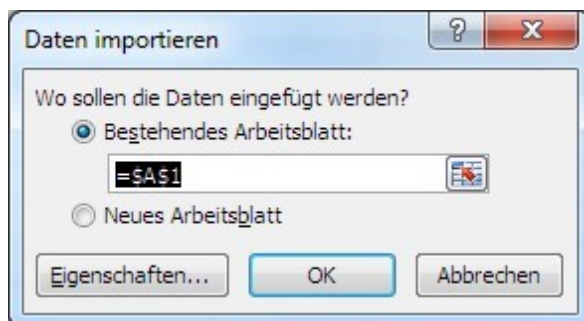 Daten importieren
Wo sollen die Daten eingefügt werden?
Bestehendes Arbeitsblatt:
=$A$1
Neues Arbeitsblatt
Eigenschaften... OK Abbrechen